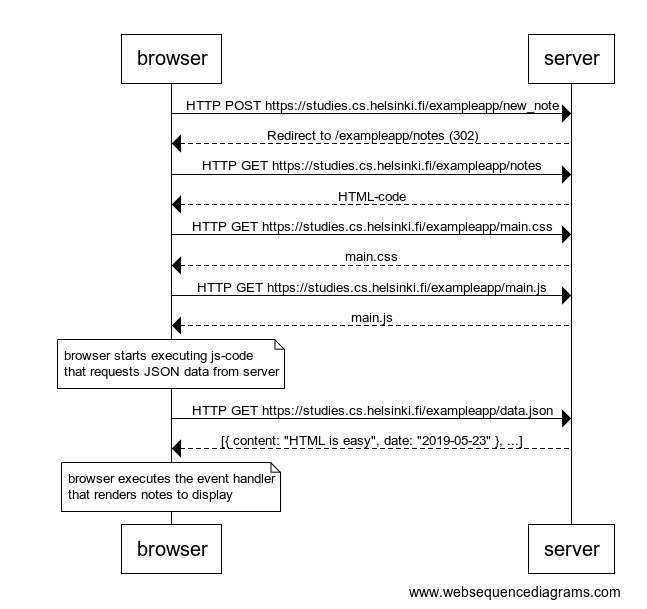 browser server
HTTP POST https://studies.cs.helsinki.fi/exampleapp/new_note
Redirect to /exampleapp/notes (302)
HTTP GET https://studies.cs.helsinki.fi/exampleapp/notes
HTML-code
HTTP GET https://studies.cs.helsinki.fi/exampleapp/main.css
main.css
HTTP GET https://studies.cs.helsinki.fi/exampleapp/main.js
main.js
browser starts executing js-code
that requests JSON data from server
HTTP GET https://studies.cs.helsinki.fi/exampleapp/data.json
[{ content: "HTML is easy", date: "2019-05-23" }, ...]
browser executes the event handler
that renders notes to display
browser server
www.websequencediagrams.com